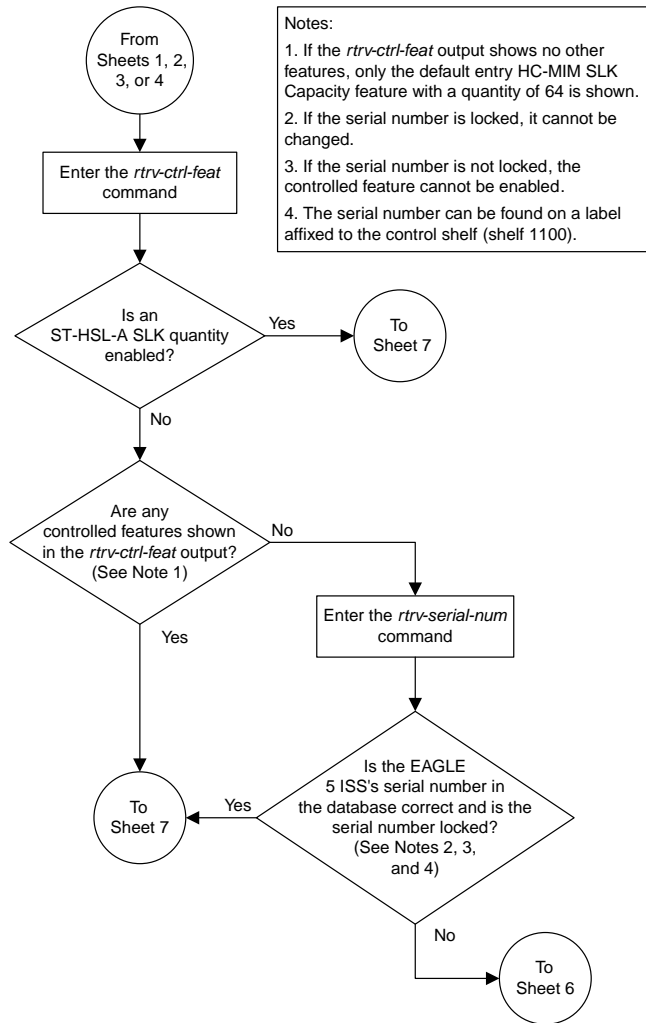 From
Sheets 1, 2,
3, or 4
Notes:
1. If the rtrv-ctrl-feat output shows no other
features, only the default entry HC-MIM SLK
Capacity feature with a quantity of 64 is shown.
2. If the serial number is locked, it cannot be
changed.
3. If the serial number is not locked, the
controlled feature cannot be enabled.
4. The serial number can be found on a label
affixed to the control shelf (shelf 1100).
Enter the rtrv-ctrl-feat
command
Is an
ST-HSL-A SLK quantity
enabled?
Yes
To
Sheet 7
No
Are any
controlled features shown
in the rtrv-ctrl-feat output?
(See Note 1)
No
Yes
Enter the rtrv-serial-num
command
Is the EAGLE
5 ISS's serial number in
the database correct and is the
serial number locked?
(See Notes 2, 3,
and 4)
Yes
To
Sheet 7
No
To
Sheet 6